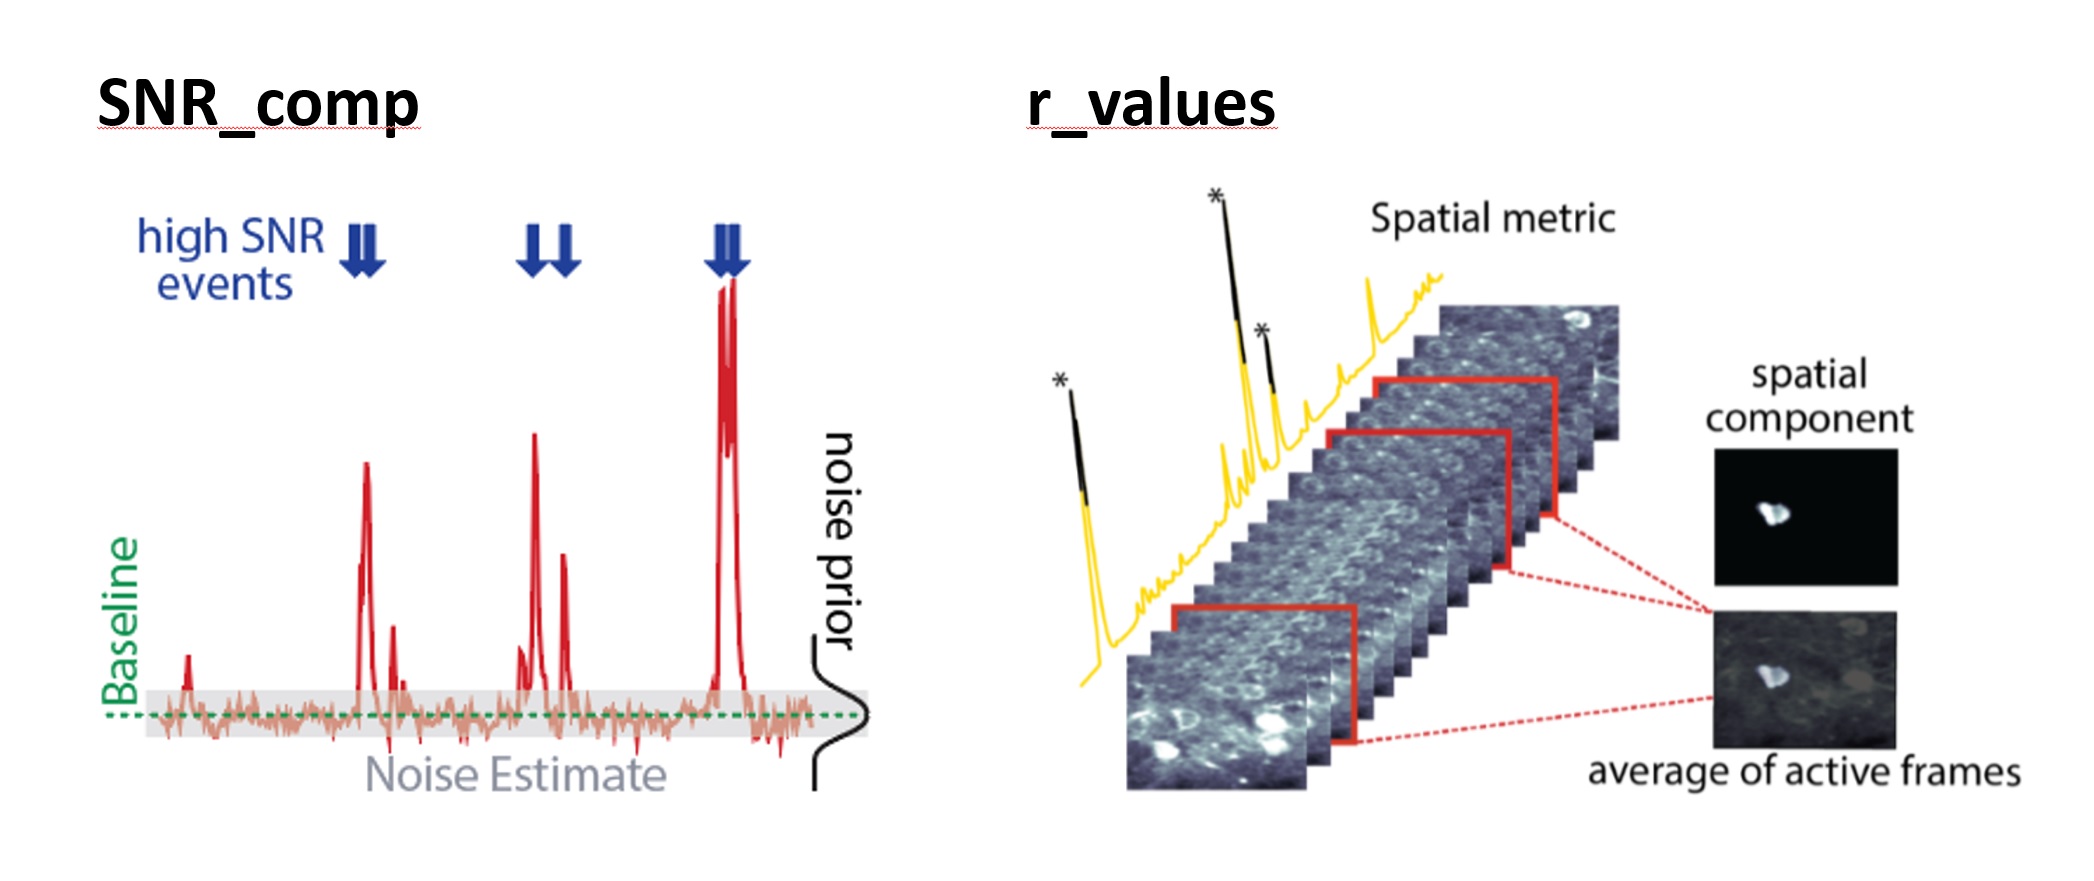 SNR_comp
high SNR
events
Baseline
Noise Estimate
noise prior
r_values
*
*
*
Spatial metric
spatial
component
average of active frames